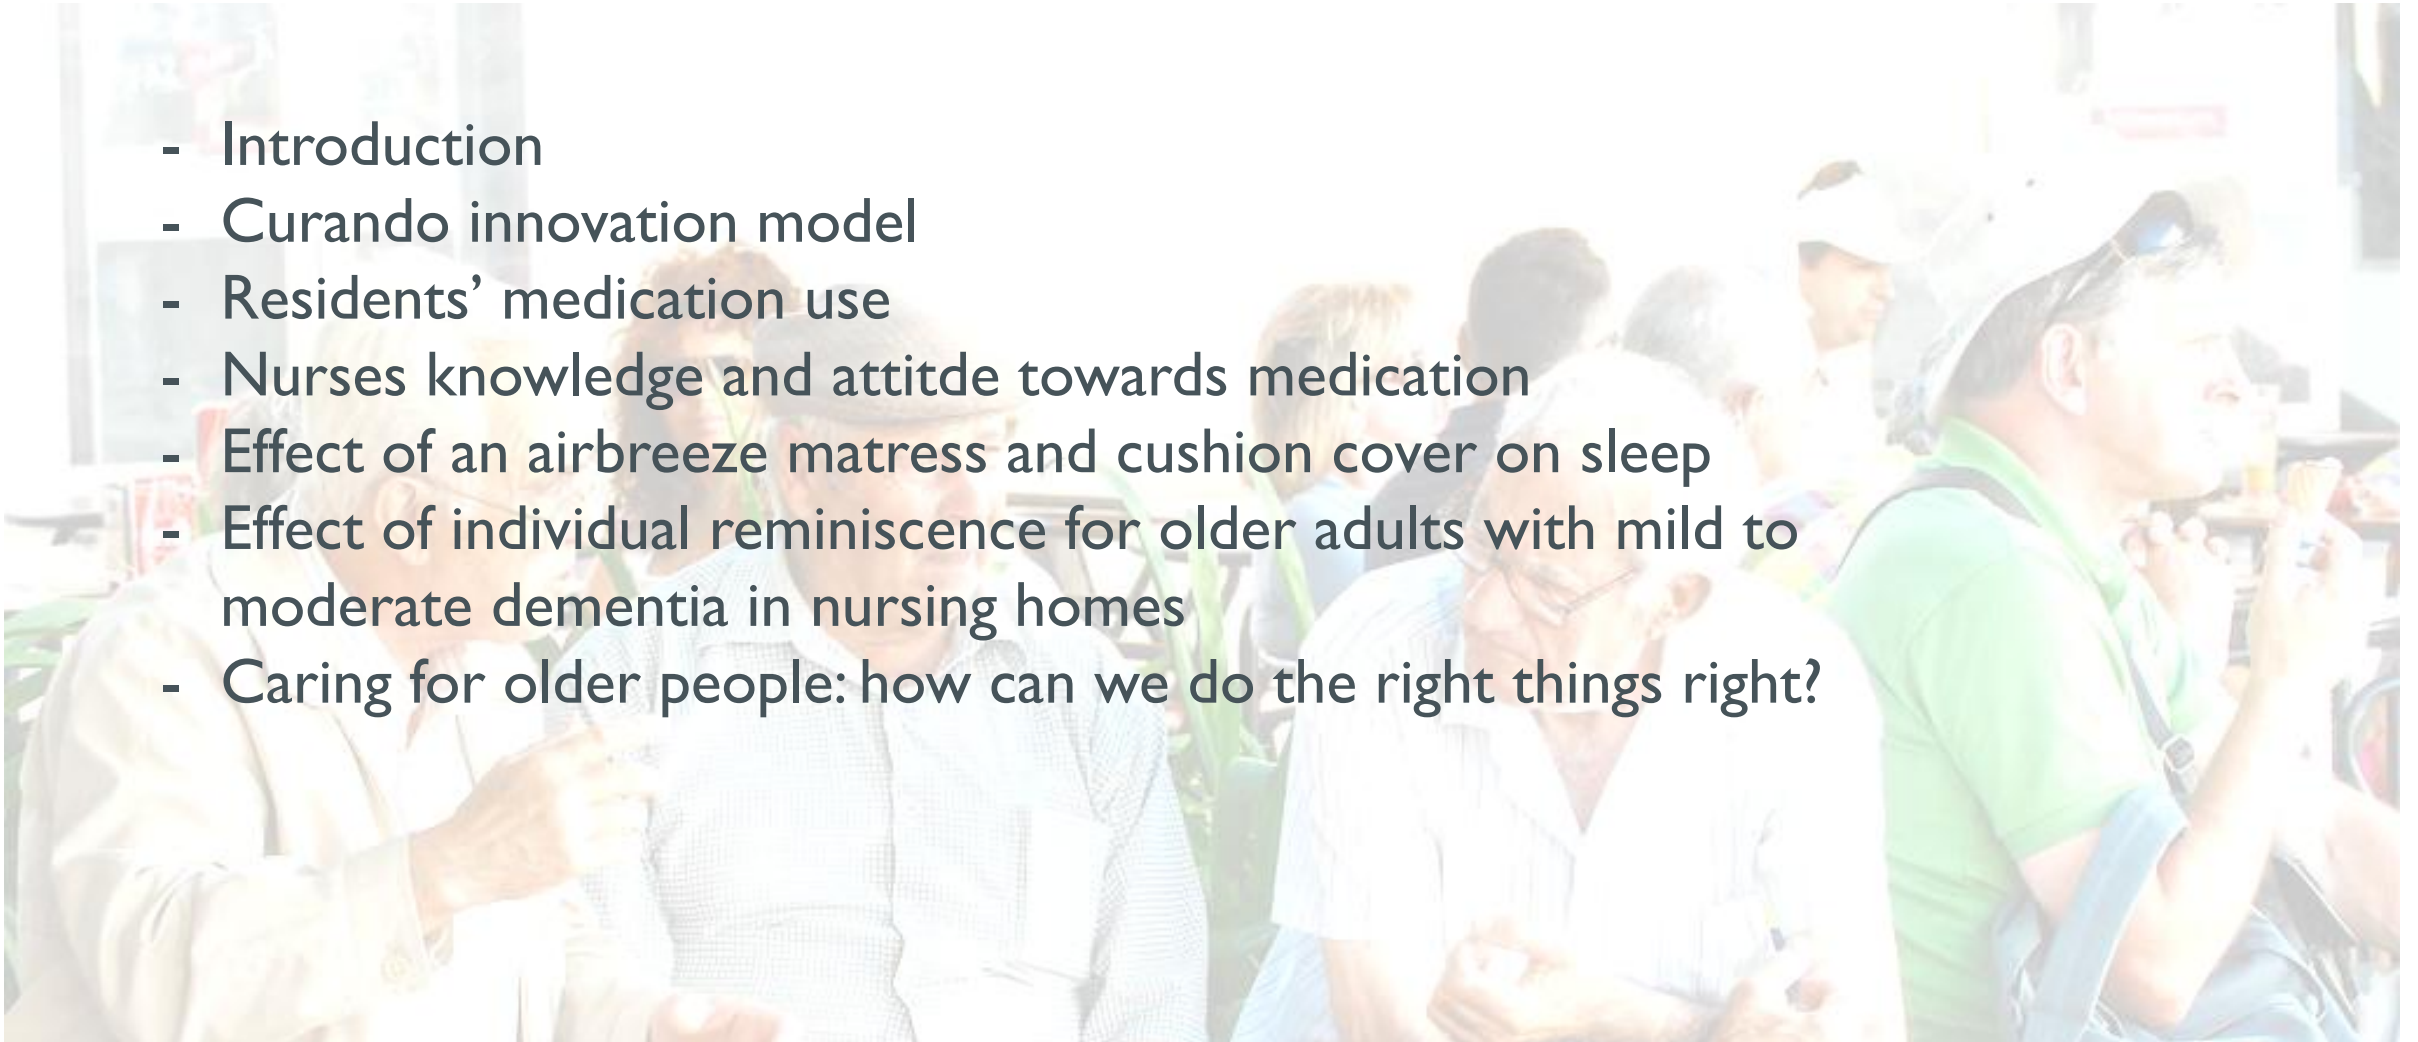 - Introduction
- Curando innovation model
- Residents’ medication use
- Nurses knowledge and attitde towards medication
- Effect of an airbreeze matress and cushion cover on sleep
- Effect of individual reminiscence for older adults with mild to
moderate dementia in nursing homes
- Caring for older people: how can we do the right things right?